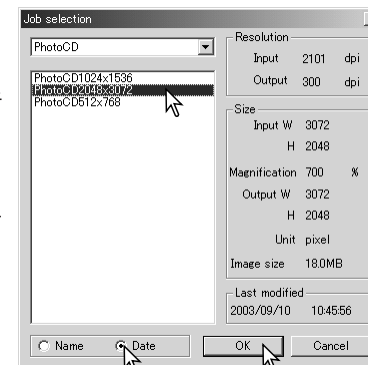 Job selection
PhotoCD
PhotoCD1024x1536
PhotoCD2048x3072
PhotoCD512x768
Name
Date
Resolution
Input 2101 dpi
Output 300 dpi
Size
Input W 3072
H 2048
Magnification 700 %
Output W 3072
H 2048
Unit pixel
Image size 18.0MB
Last modified
2003/09/10 10:45:56
OK
Cancel